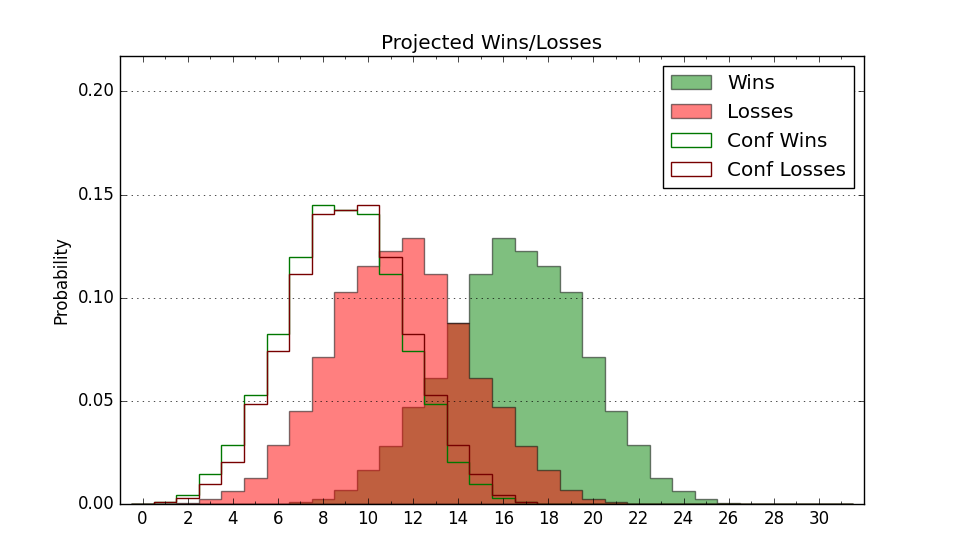 Projected Wins/Losses
Wins
Losses
Conf Wins
Conf Losses
Probability
0.20
0.15
0.10
0.05
0.00
0 2 4 6 8 10 12 14 16 18 20 22 24 26 28 30